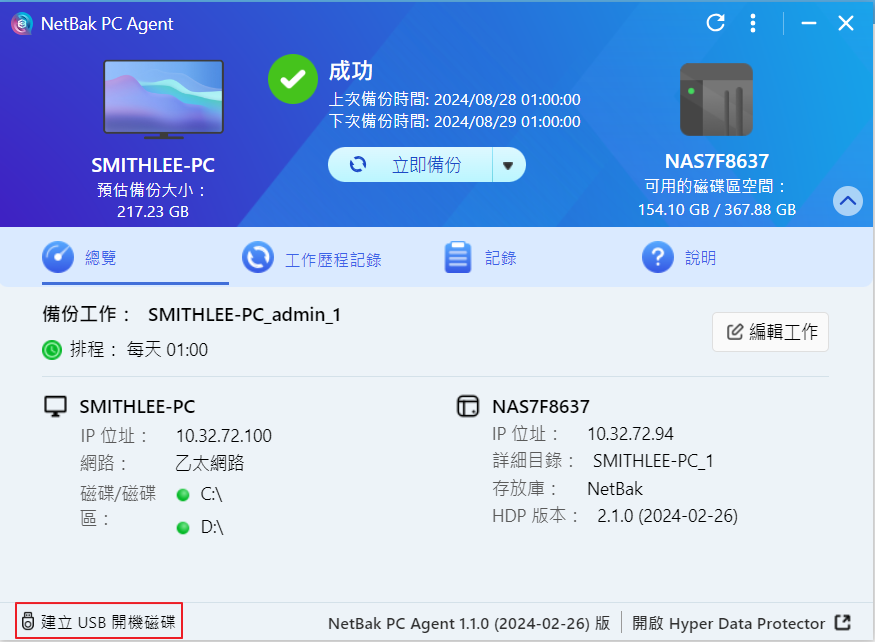 NetBak PC Agent
成功
上次備份時間: 2024/08/28 01:00:00
下次備份時間: 2024/08/29 01:00:00
立即備份
SMITHLEE-PC
預估備份大小：
217.23 GB
NAS7F8637
可用的磁碟區空間：
154.10 GB / 367.88 GB
總覽
工作歷程記錄
記錄
說明
備份工作： SMITHLEE-PC_admin_1
排程： 每天 01:00
編輯工作
SMITHLEE-PC
IP 位址： 10.32.72.100
網路： 乙太網路
磁碟/磁碟
區：
C:\
D:\
NAS7F8637
IP 位址： 10.32.72.94
詳細目錄： SMITHLEE-PC_1
存放庫： NetBak
HDP 版本： 2.1.0 (2024-02-26)
建立 USB 開機磁碟
NetBak PC Agent 1.1.0 (2024-02-26) 版
開啟 Hyper Data Protector